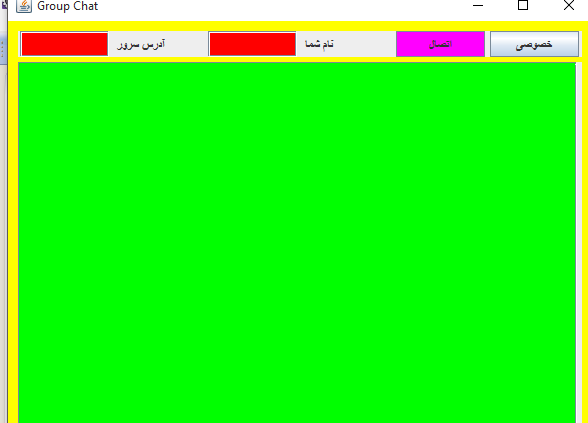 Group Chat
خصوصی
اتصال
نام شما
آدرس سرور